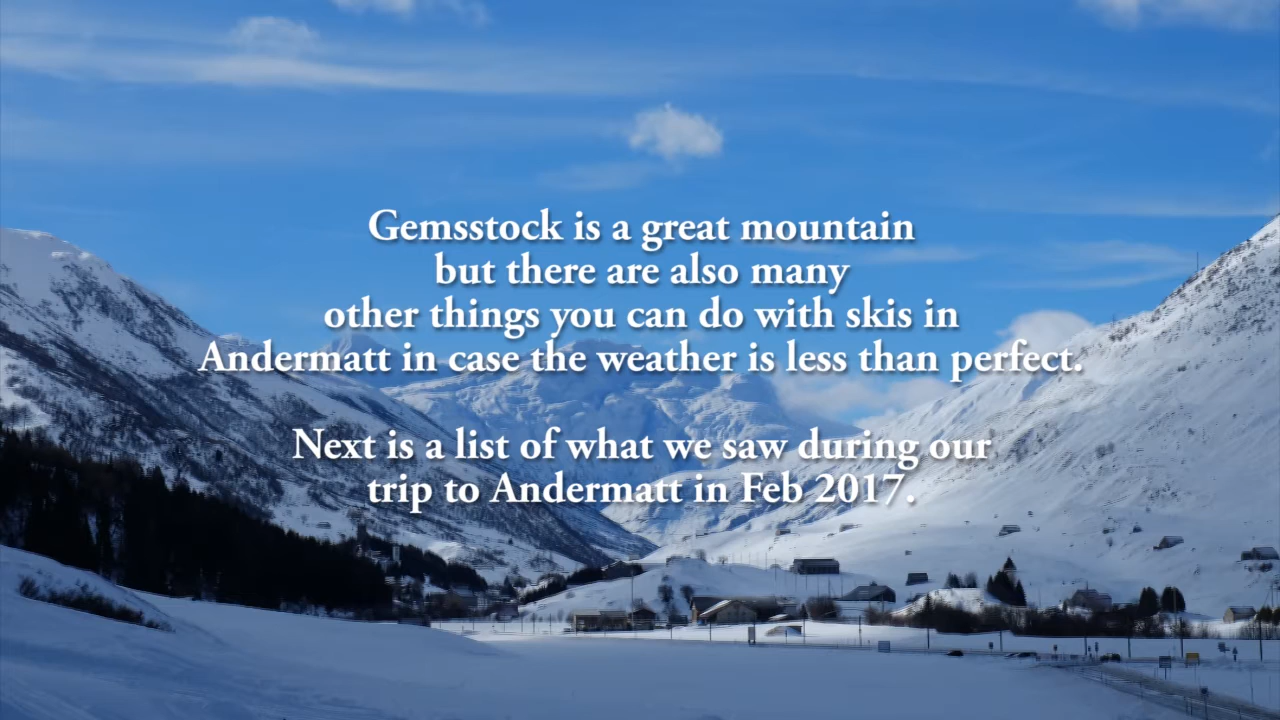 Gemsstock is a great mountain
but there are also many
other things you can do with skis in
Andermatt in case the weather is less than perfect.
Next is a list of what we saw during our
trip to Andermatt in Feb 2017.